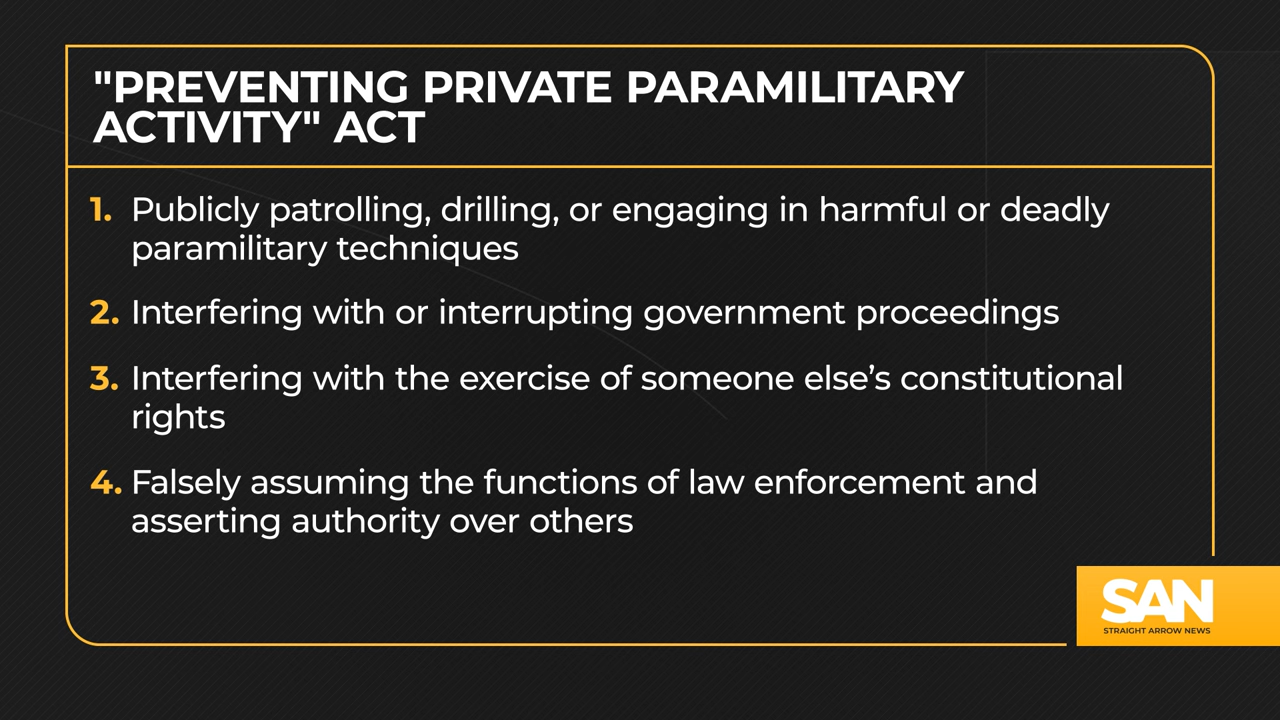 "PREVENTING PRIVATE PARAMILITARY
ACTIVITY" ACT
1. Publicly patrolling, drilling, or engaging in harmful or deadly
paramilitary techniques
2. Interfering with or interrupting government proceedings
3. Interfering with the exercise of someone else’s constitutional
rights
4. Falsely assuming the functions of law enforcement and
asserting authority over others
SAN
STRAIGHT ARROW NEWS